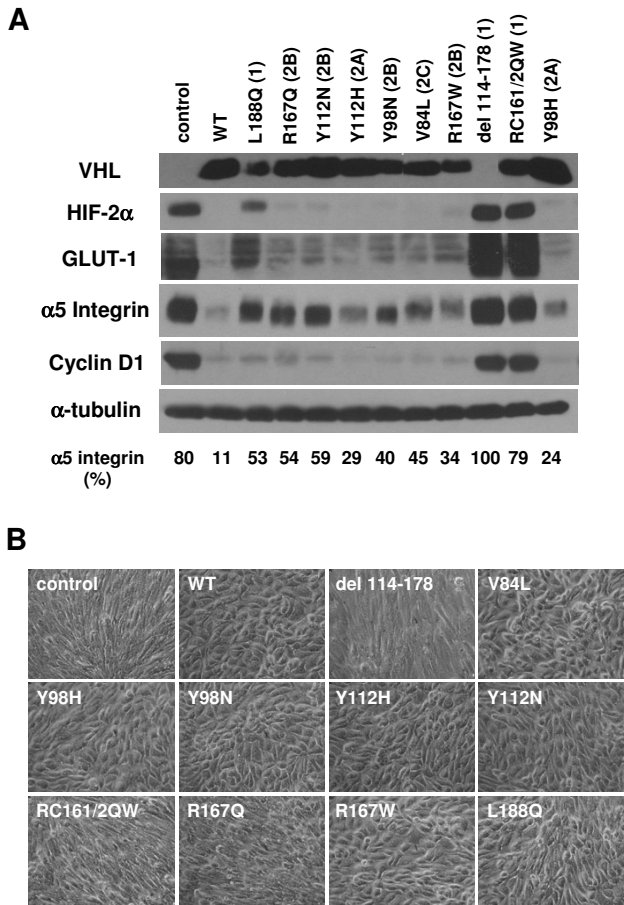 A
control
WT
L188Q (1)
R167Q (2B)
Y112N (2B)
Y112H (2A)
Y98N (2B)
V84L (2C)
R167W (2B)
del 114-178 (1)
RC161/2QW (1)
Y98H (2A)
VHL
HIF-2α
GLUT-1
α5 Integrin
Cyclin D1
α-tubulin
α5 integrin (%) 80 11 53 54 59 29 40 45 34 100 79 24
B
control WT del 114-178 V84L
Y98H Y98N Y112H Y112N
RC161/2QW R167Q R167W L188Q